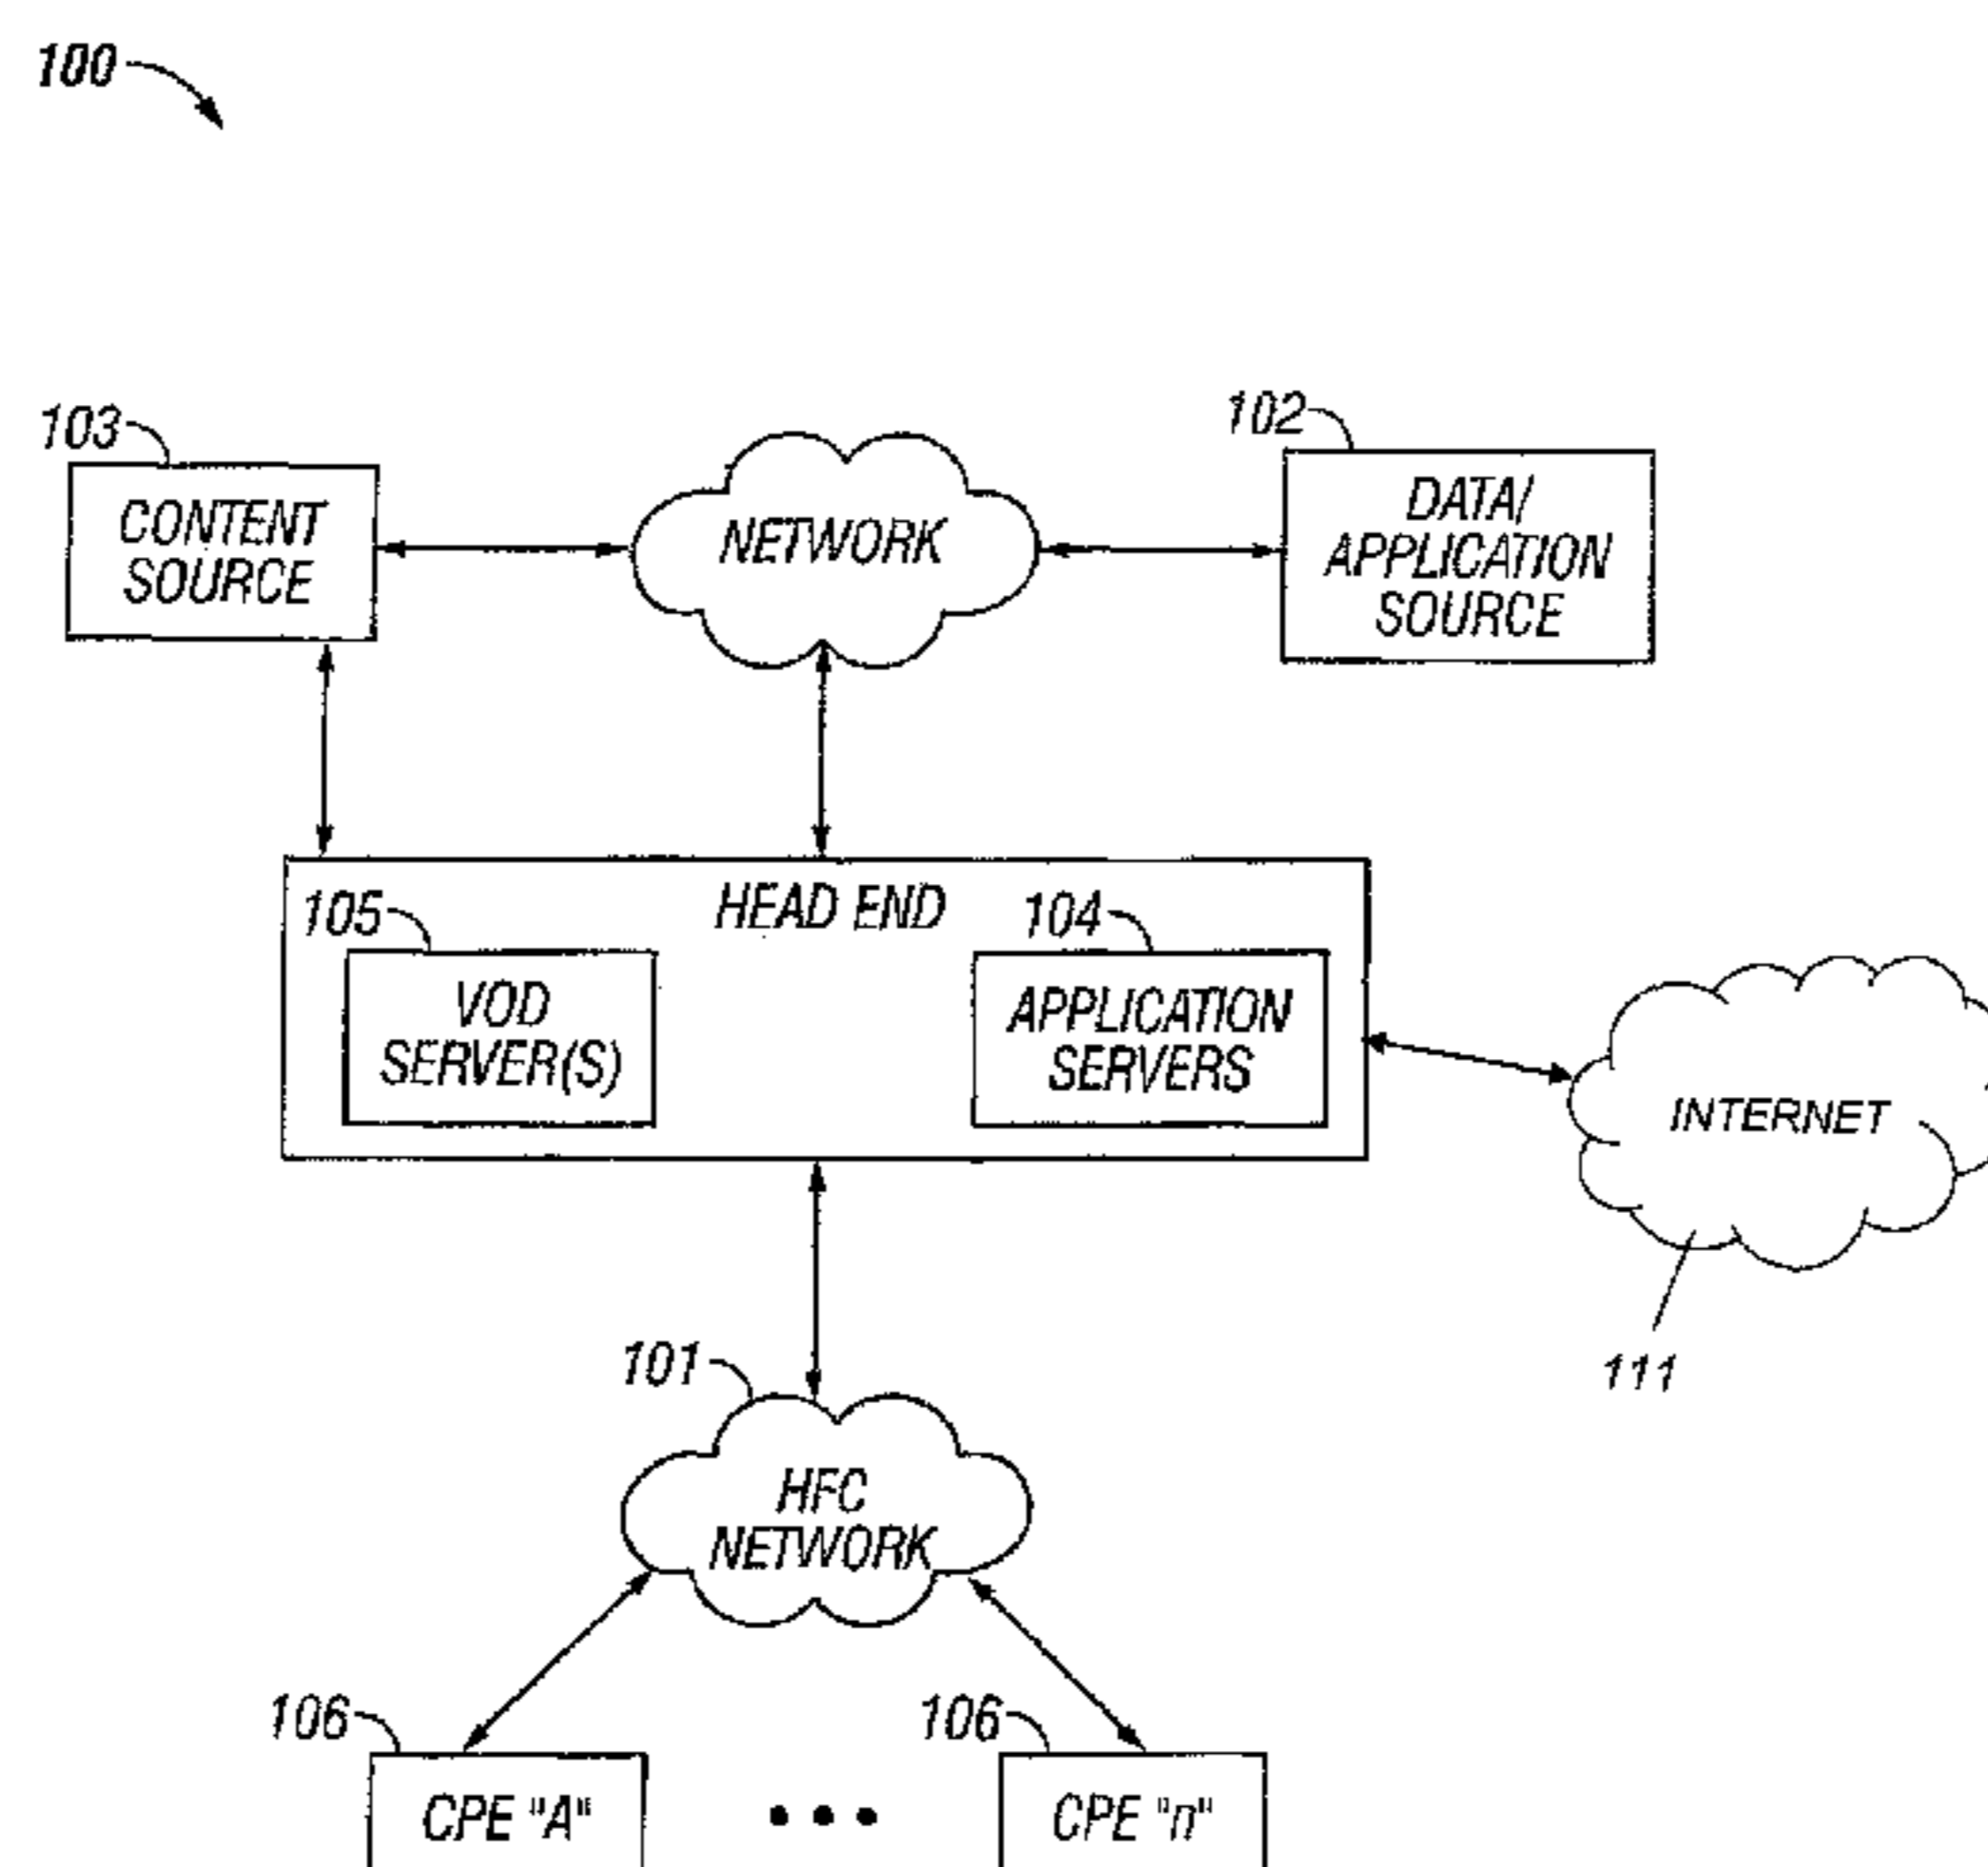 100
103
102
CONTENT
SOURCE
NETWORK
DATA/
APPLICATION
SOURCE
HEAD END
105
104
VOD
SERVER(S)
APPLICATION
SERVERS
INTERNET
111
101
HFC
NETWORK
106
106
CPE "A"
CPE "n"